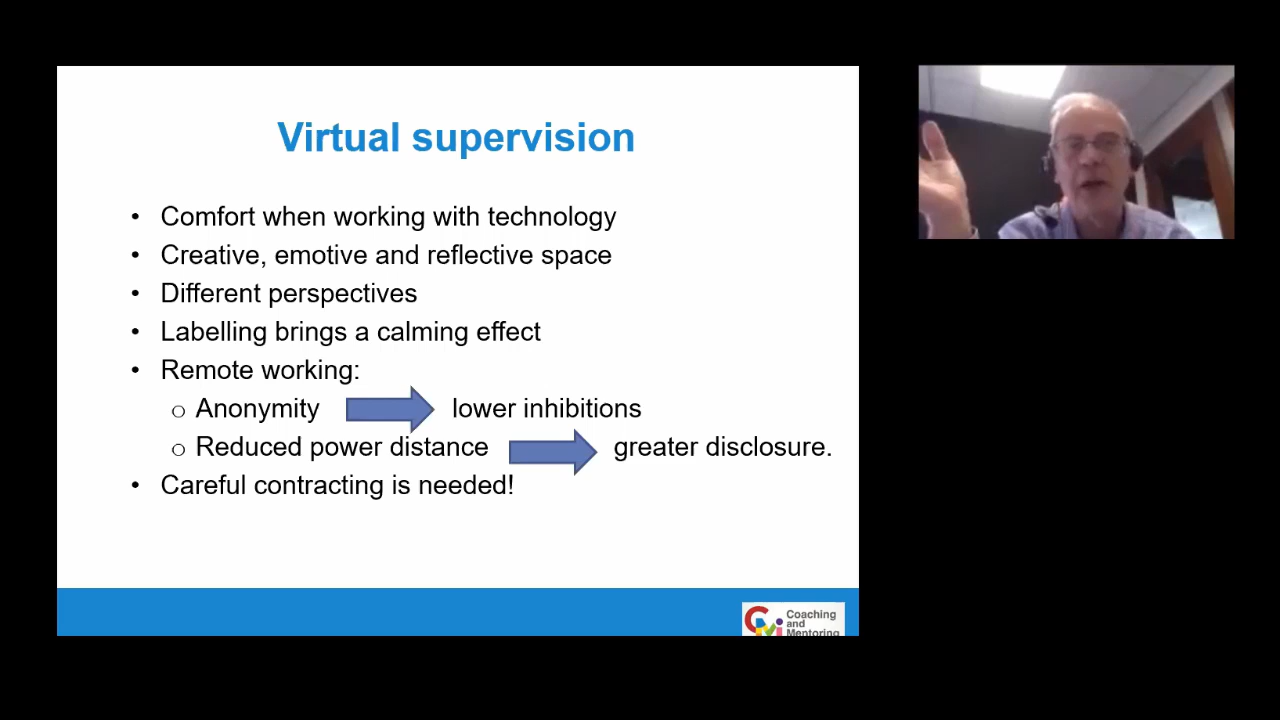 Virtual supervision
• Comfort when working with technology
• Creative, emotive and reflective space
• Different perspectives
• Labelling brings a calming effect
• Remote working:
o Anonymity lower inhibitions
o Reduced power distance greater disclosure.
• Careful contracting is needed!
Coaching
and
Mentoring